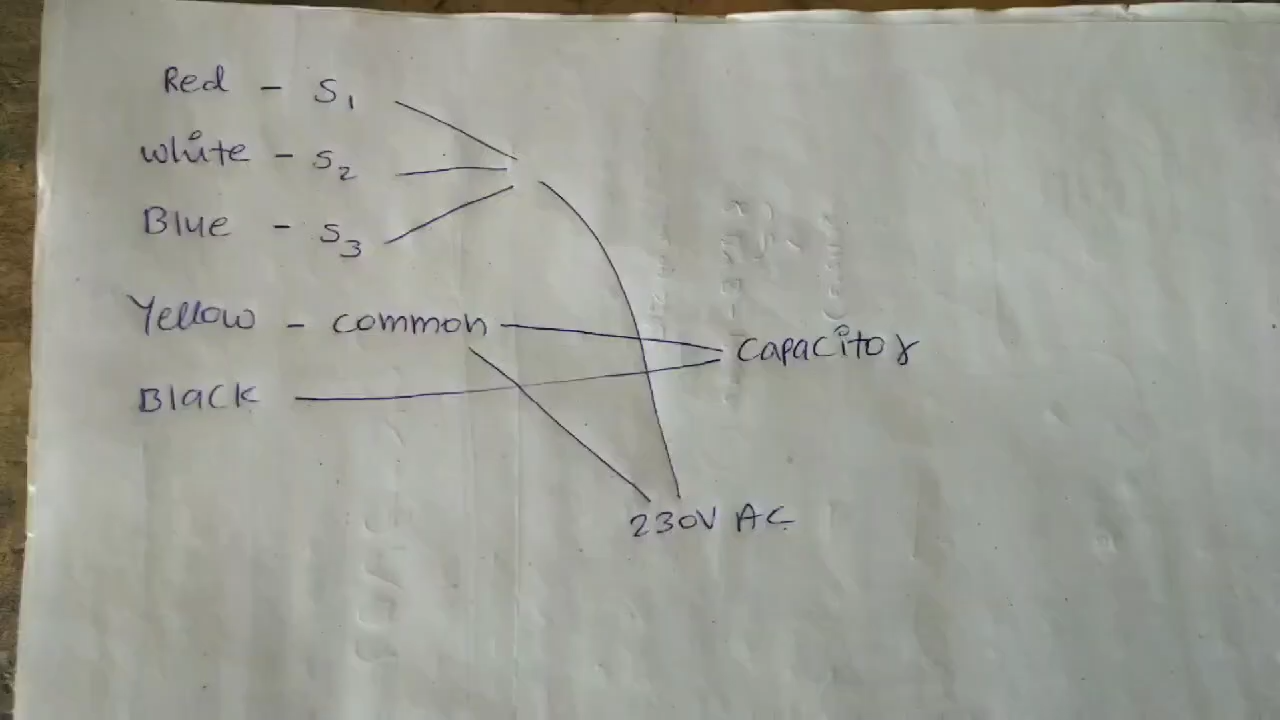 Red - S1
White - S2
Blue - S3
Yellow - common
capacitor
Black
230V AC